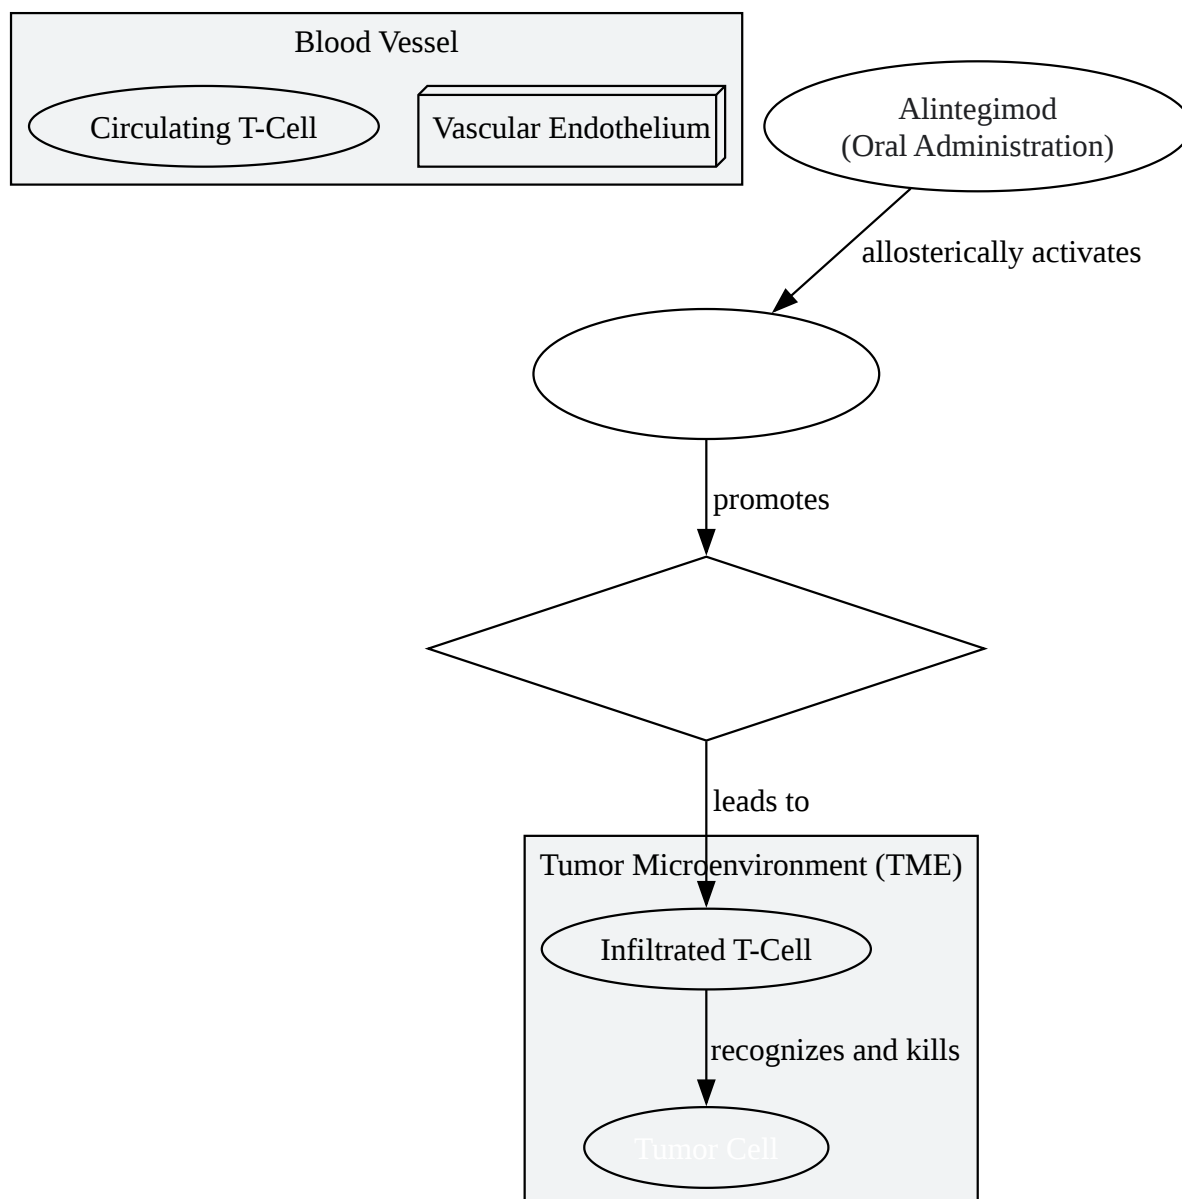 Blood Vessel
Circulating T-Cell
Vascular Endothelium
Alintegimod
(Oral Administration)
allosterically activates
promotes
leads to
Tumor Microenvironment (TME)
Infiltrated T-Cell
recognizes and kills
Tumor Cell